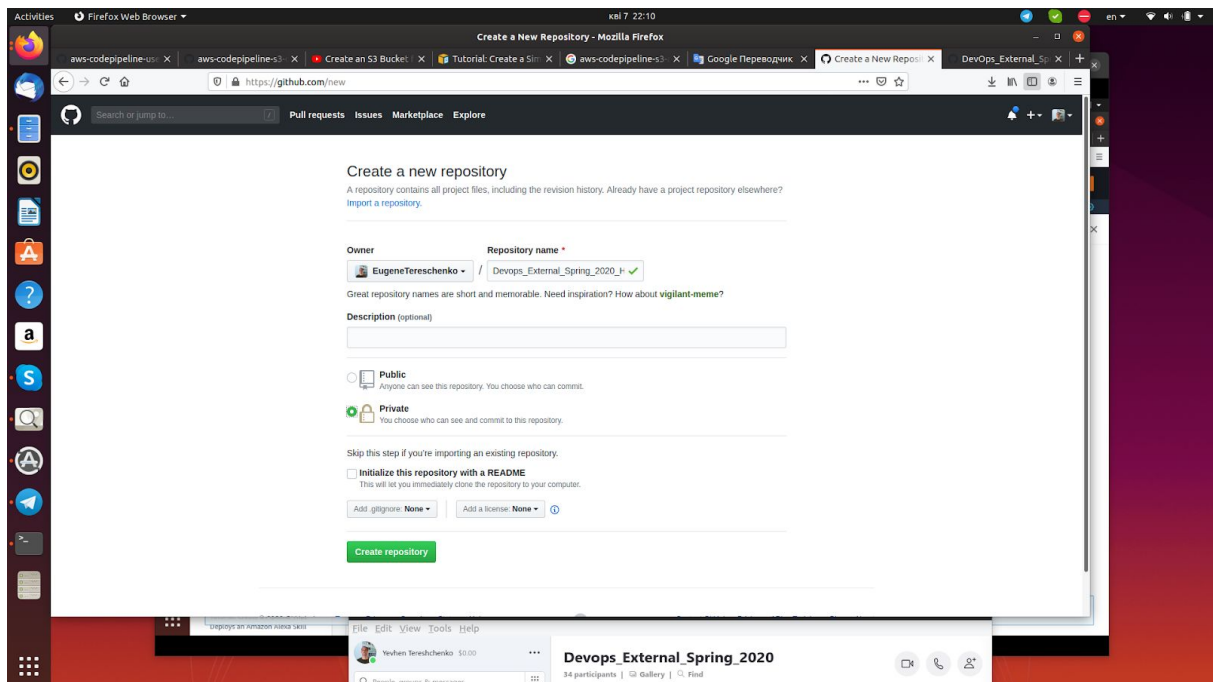 Activities Firefox Web Browser кві 7 22:10 en
Create a New Repository - Mozilla Firefox
aws-codepipeline-us aws-codepipeline-s3- Create an S3 Bucket Tutorial: Create a Sim aws-codepipeline-s3- Google Переводчик Create a New Reposi DevOps_External_Sp
https://github.com/new
Search or jump to... / Pull requests Issues Marketplace Explore
Create a new repository
A repository contains all project files, including the revision history. Already have a project repository elsewhere?
Import a repository.
Owner Repository name *
EugeneTereschenko / Devops_External_Spring_2020_H
Great repository names are short and memorable. Need inspiration? How about vigilant-meme?
Description (optional)
Public
Anyone can see this repository. You choose who can commit.
Private
You choose who can see and commit to this repository.
Skip this step if you're importing an existing repository.
Initialize this repository with a README
This will let you immediately clone the repository to your computer.
Add .gitignore: None Add a license: None
Create repository
Deploys an Amazon Alexa Skill
File Edit View Tools Help
Yevhen Tereshchenko $0.00
Devops_External_Spring_2020
34 participants | Gallery | Find